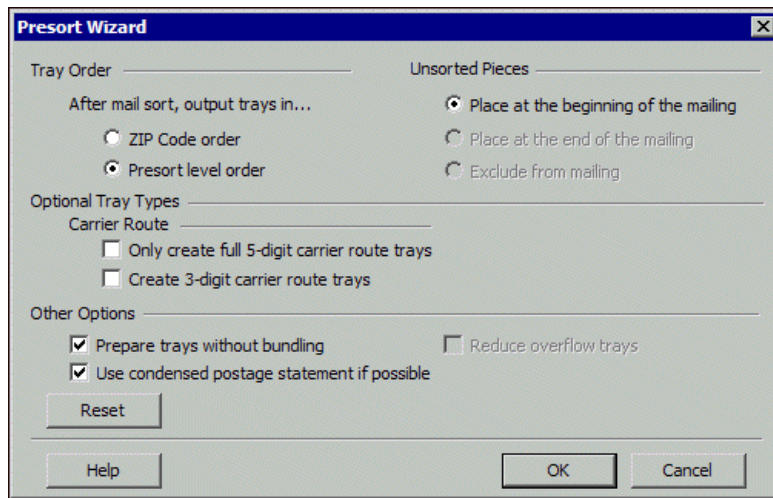 Presort Wizard
Tray Order
After mail sort, output trays in...
ZIP Code order
Presort level order
Unsorted Pieces
Place at the beginning of the mailing
Place at the end of the mailing
Exclude from mailing
Optional Tray Types
Carrier Route
Only create full 5-digit carrier route trays
Create 3-digit carrier route trays
Other Options
Prepare trays without bundling
Reduce overflow trays
Use condensed postage statement if possible
Reset
Help
OK
Cancel